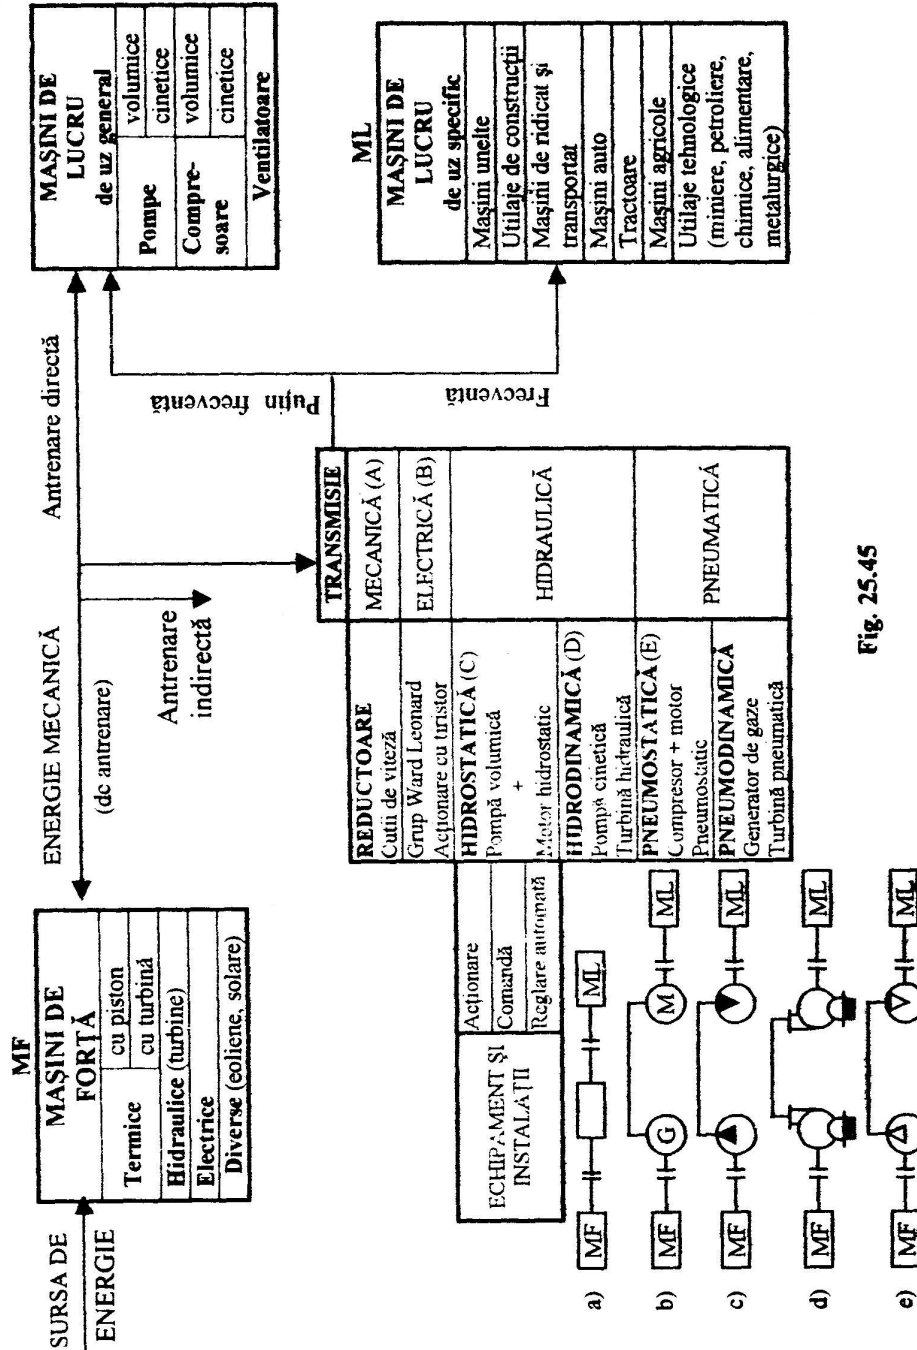 SURSA DE
ENERGIE
MF
MAŞINI DE
FORŢĂ
Termice
cu piston
cu turbină
Hidraulice (turbine)
Electrice
Diverse (eoliene, solare)
ENERGIE MECANICĂ
(dc antrenare)
Antrenare directă
Antrenare
indirectă
MAŞINI DE
LUCRU
de uz general
Pompe
volumice
cinetice
Compre-
soare
volumice
cinetice
Ventilatoare
Puţin frecventă
Frecventă
ML
MAŞINI DE
LUCRU
de uz specific
Maşini unelte
Utilaje de construcţii
Maşini de ridicat şi
transportat
Maşini auto
Tractoare
Maşini agricole
Utilaje tehnologice
(miniere, petroliere,
chimice, alimentare,
metalurgice)
TRANSMISIE
REDUCTOARE
Cutii de viteză
MECANICĂ (A)
Grup Ward Leonard
Acţionare cu tiristor
ELECTRICĂ (B)
HIDROSTATICĂ (C)
Pompă volumică
+
Motor hidrostatic
HIDRODINAMICĂ (D)
Pompă cinetică
Turbină hidraulică
HIDRAULICĂ
PNEUMOSTATICĂ (E)
Compresor + motor
Pneumostatic
PNEUMODINAMICĂ
Generator de gaze
Turbină pneumatică
PNEUMATICĂ
ECHIPAMENT ŞI
INSTALAŢII
Acţionare
Comandă
Reglare automată
a) MF ML
b) MF G M ML
c) MF ML
d) MF ML
e) MF ML
Fig. 25.45